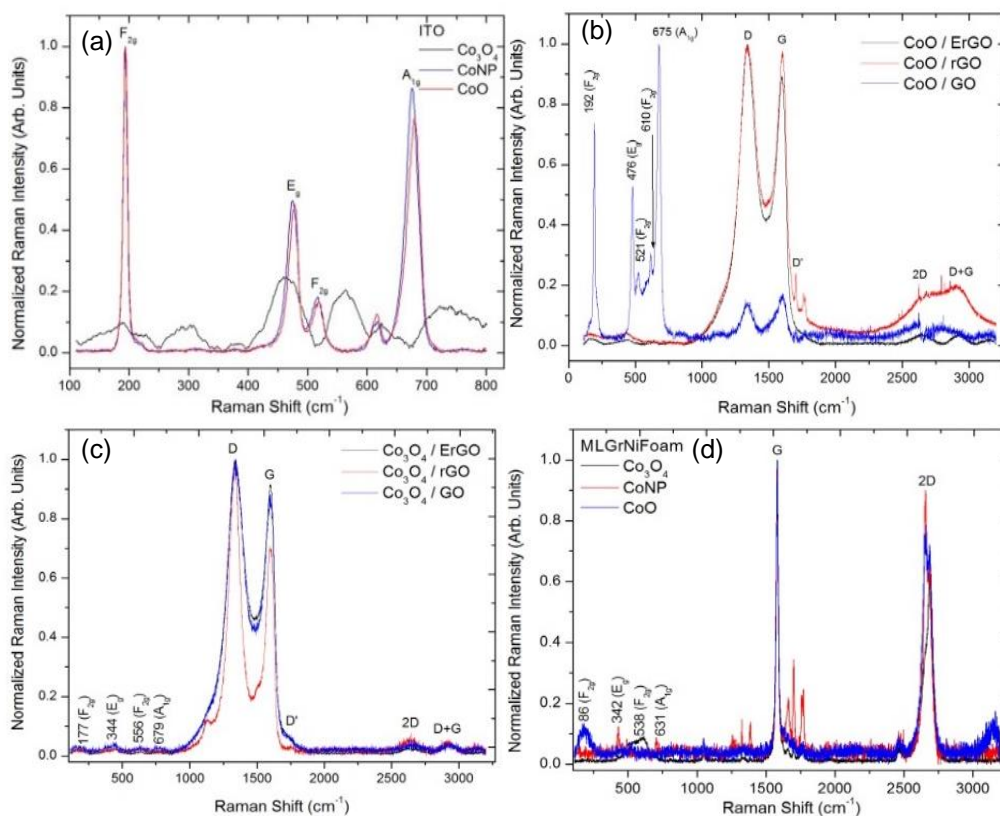 (a)
ITO
Co3O4
CoNP
CoO
F2g
Eg
F2g
A1g
Normalized Raman Intensity (Arb. Units)
1.0
0.8
0.6
0.4
0.2
0.0
100 200 300 400 500 600 700 800
Raman Shift (cm-1)
(b)
CoO / ErGO
CoO / rGO
CoO / GO
192 (F2g)
476 (Eg)
521 (F2g)
610 (F2g)
675 (A1g)
D
G
D'
2D
D+G
Normalized Raman Intensity (Arb. Units)
1.0
0.8
0.6
0.4
0.2
0.0
0 500 1000 1500 2000 2500 3000
Raman Shift (cm-1)
(c)
Co3O4 / ErGO
Co3O4 / rGO
Co3O4 / GO
D
G
D'
2D
D+G
177 (F2g)
344 (Eg)
556 (F2g)
679 (A1g)
Normalized Raman Intensity (Arb. Units)
1.0
0.8
0.6
0.4
0.2
0.0
500 1000 1500 2000 2500 3000
Raman Shift (cm-1)
(d)
MLGrNiFoam
Co3O4
CoNP
CoO
G
2D
86 (F2g)
342 (Eg)
538 (F2g)
631 (A1g)
Normalized Raman Intensity (Arb. Units)
1.0
0.8
0.6
0.4
0.2
0.0
500 1000 1500 2000 2500 3000
Raman Shift (cm-1)